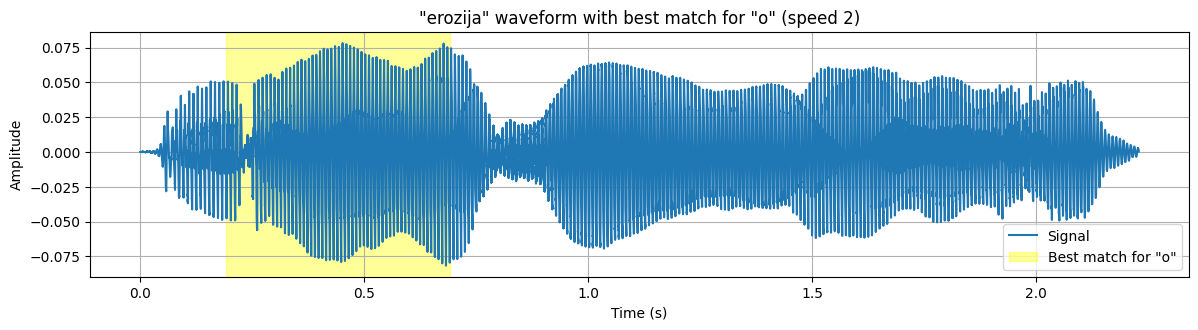 "erozija" waveform with best match for "o" (speed 2)
0.075
0.050
0.025
0.000
−0.025
−0.050
−0.075
Amplitude
Signal
Best match for "o"
0.0 0.5 1.0 1.5 2.0
Time (s)